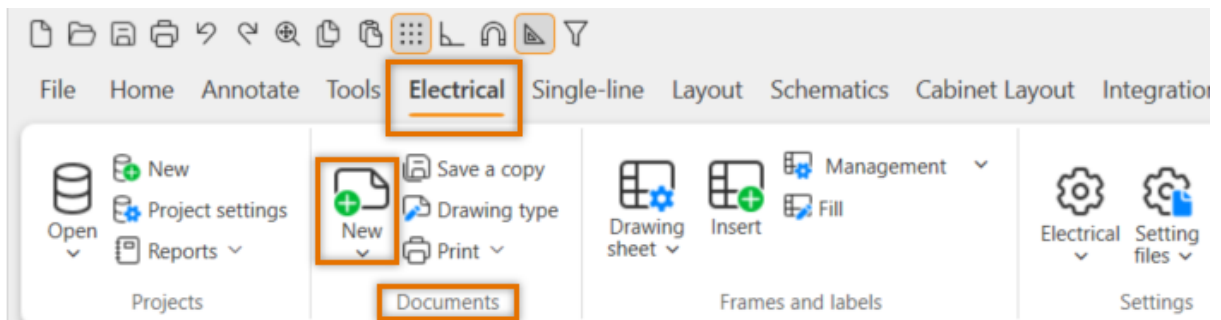 File Home Annotate Tools Electrical Single-line Layout Schematics Cabinet Layout Integration
Open
New
Project settings
Reports
Projects
New
Save a copy
Drawing type
Print
Documents
Drawing
sheet
Insert
Management
Fill
Frames and labels
Electrical
Setting
files
Settings